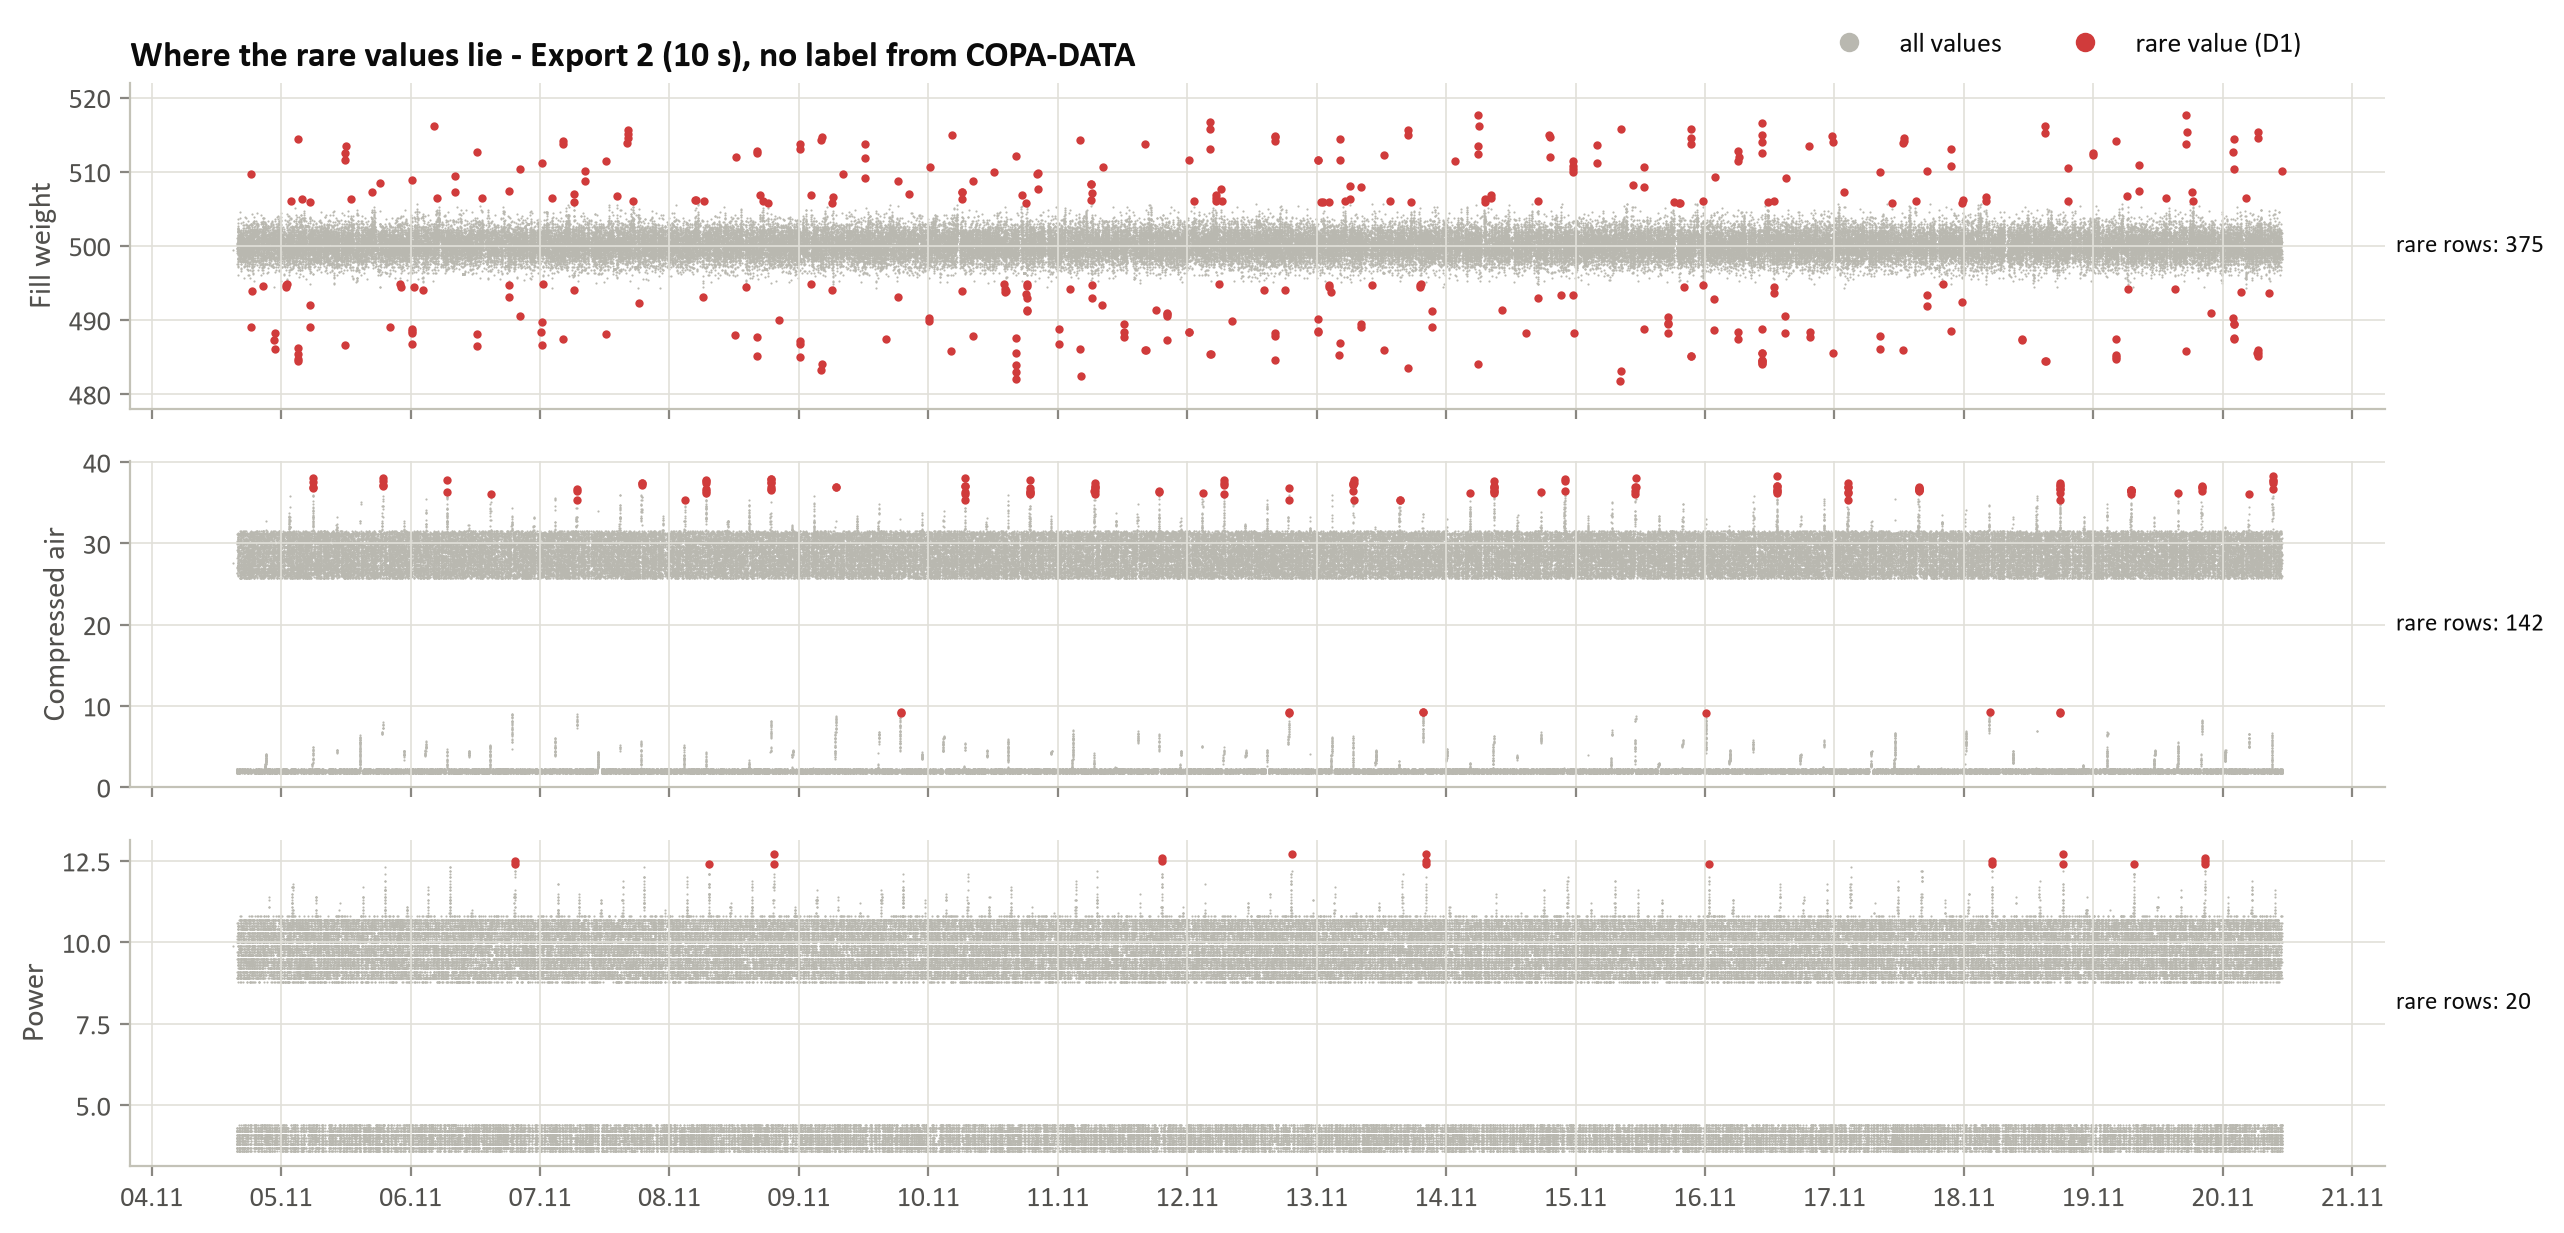 Where the rare values lie - Export 2 (10 s), no label from COPA-DATA
all values
rare value (D1)
520
510
500
490
480
Fill weight
rare rows: 375
40
30
20
10
0
Compressed air
rare rows: 142
12.5
10.0
7.5
5.0
Power
rare rows: 20
04.11 05.11 06.11 07.11 08.11 09.11 10.11 11.11 12.11 13.11 14.11 15.11 16.11 17.11 18.11 19.11 20.11 21.11